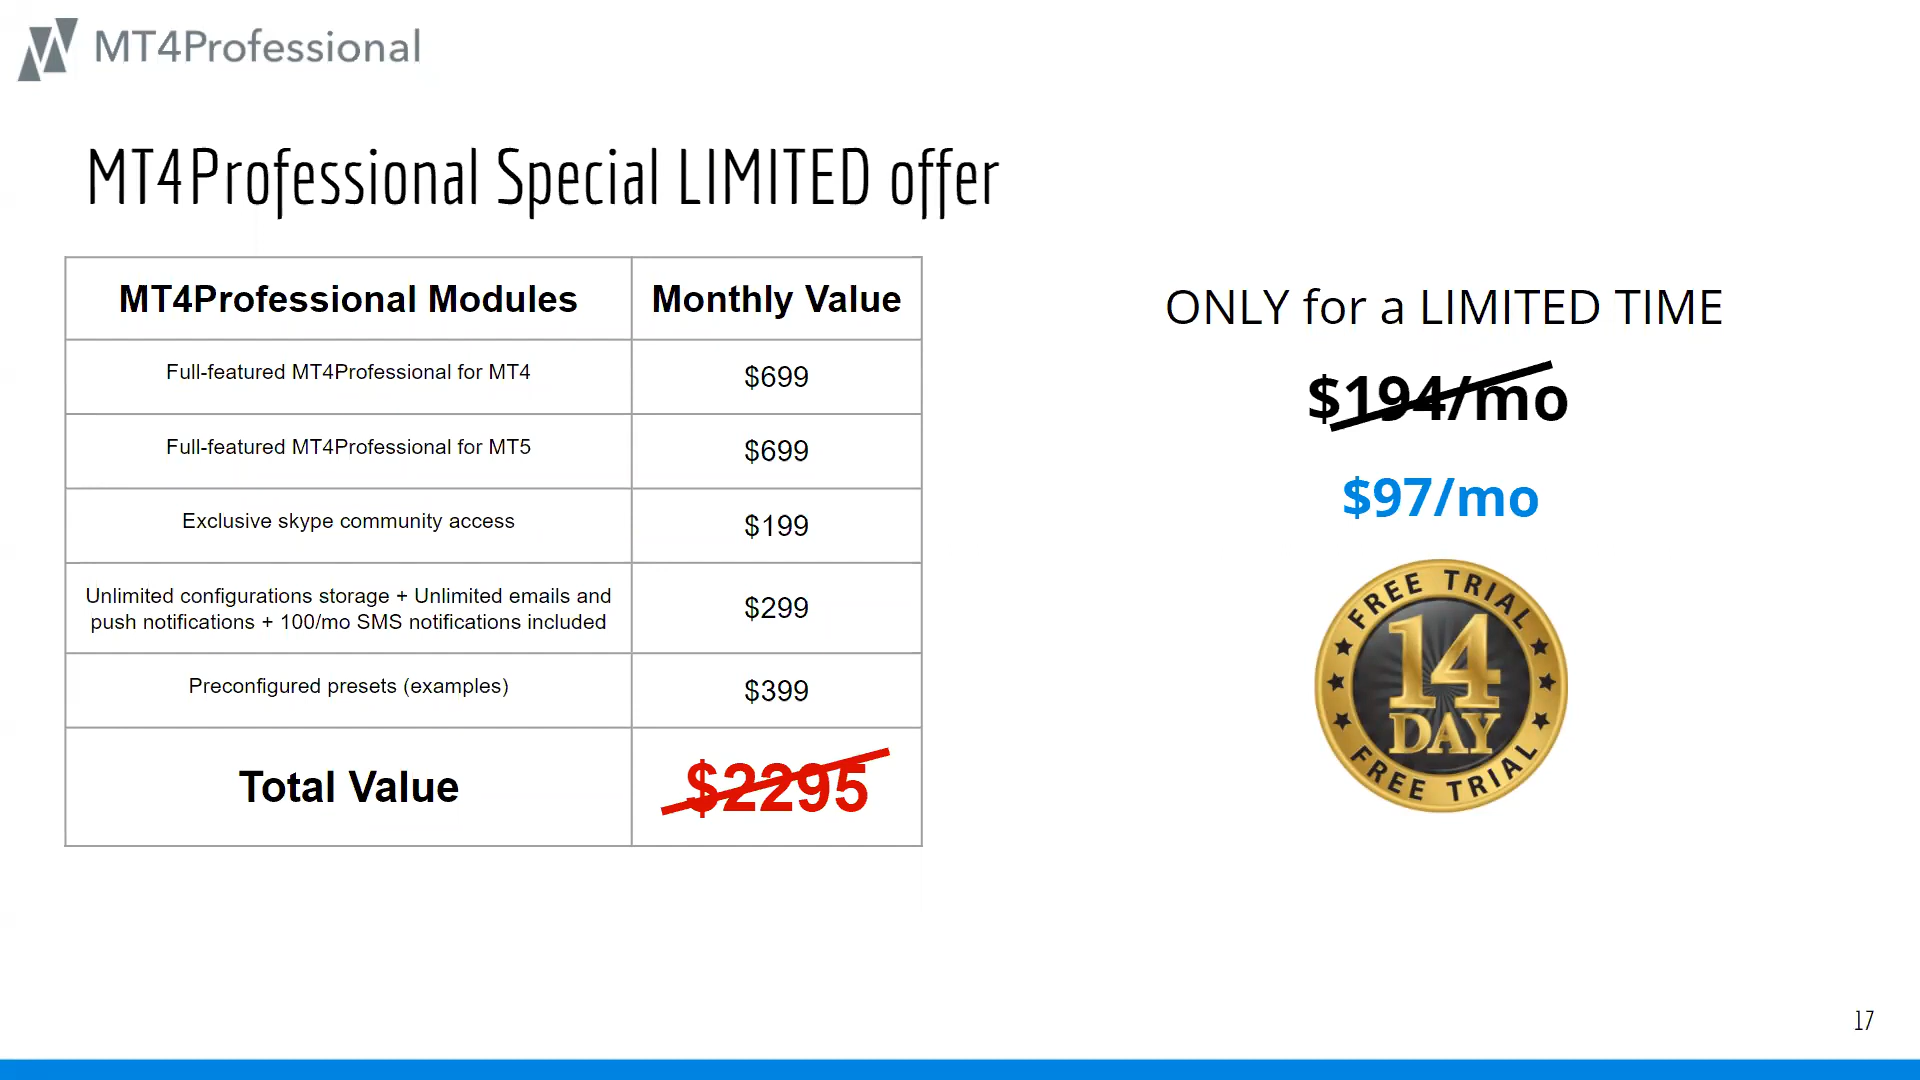 MT4Professional
MT4Professional Special LIMITED offer
MT4Professional Modules Monthly Value
Full-featured MT4Professional for MT4 $699
Full-featured MT4Professional for MT5 $699
Exclusive skype community access $199
Unlimited configurations storage + Unlimited emails and
push notifications + 100/mo SMS notifications included
$299
Preconfigured presets (examples) $399
Total Value $2295
ONLY for a LIMITED TIME
$194/mo
$97/mo
FREE TRIAL
14
DAY
FREE TRIAL
17